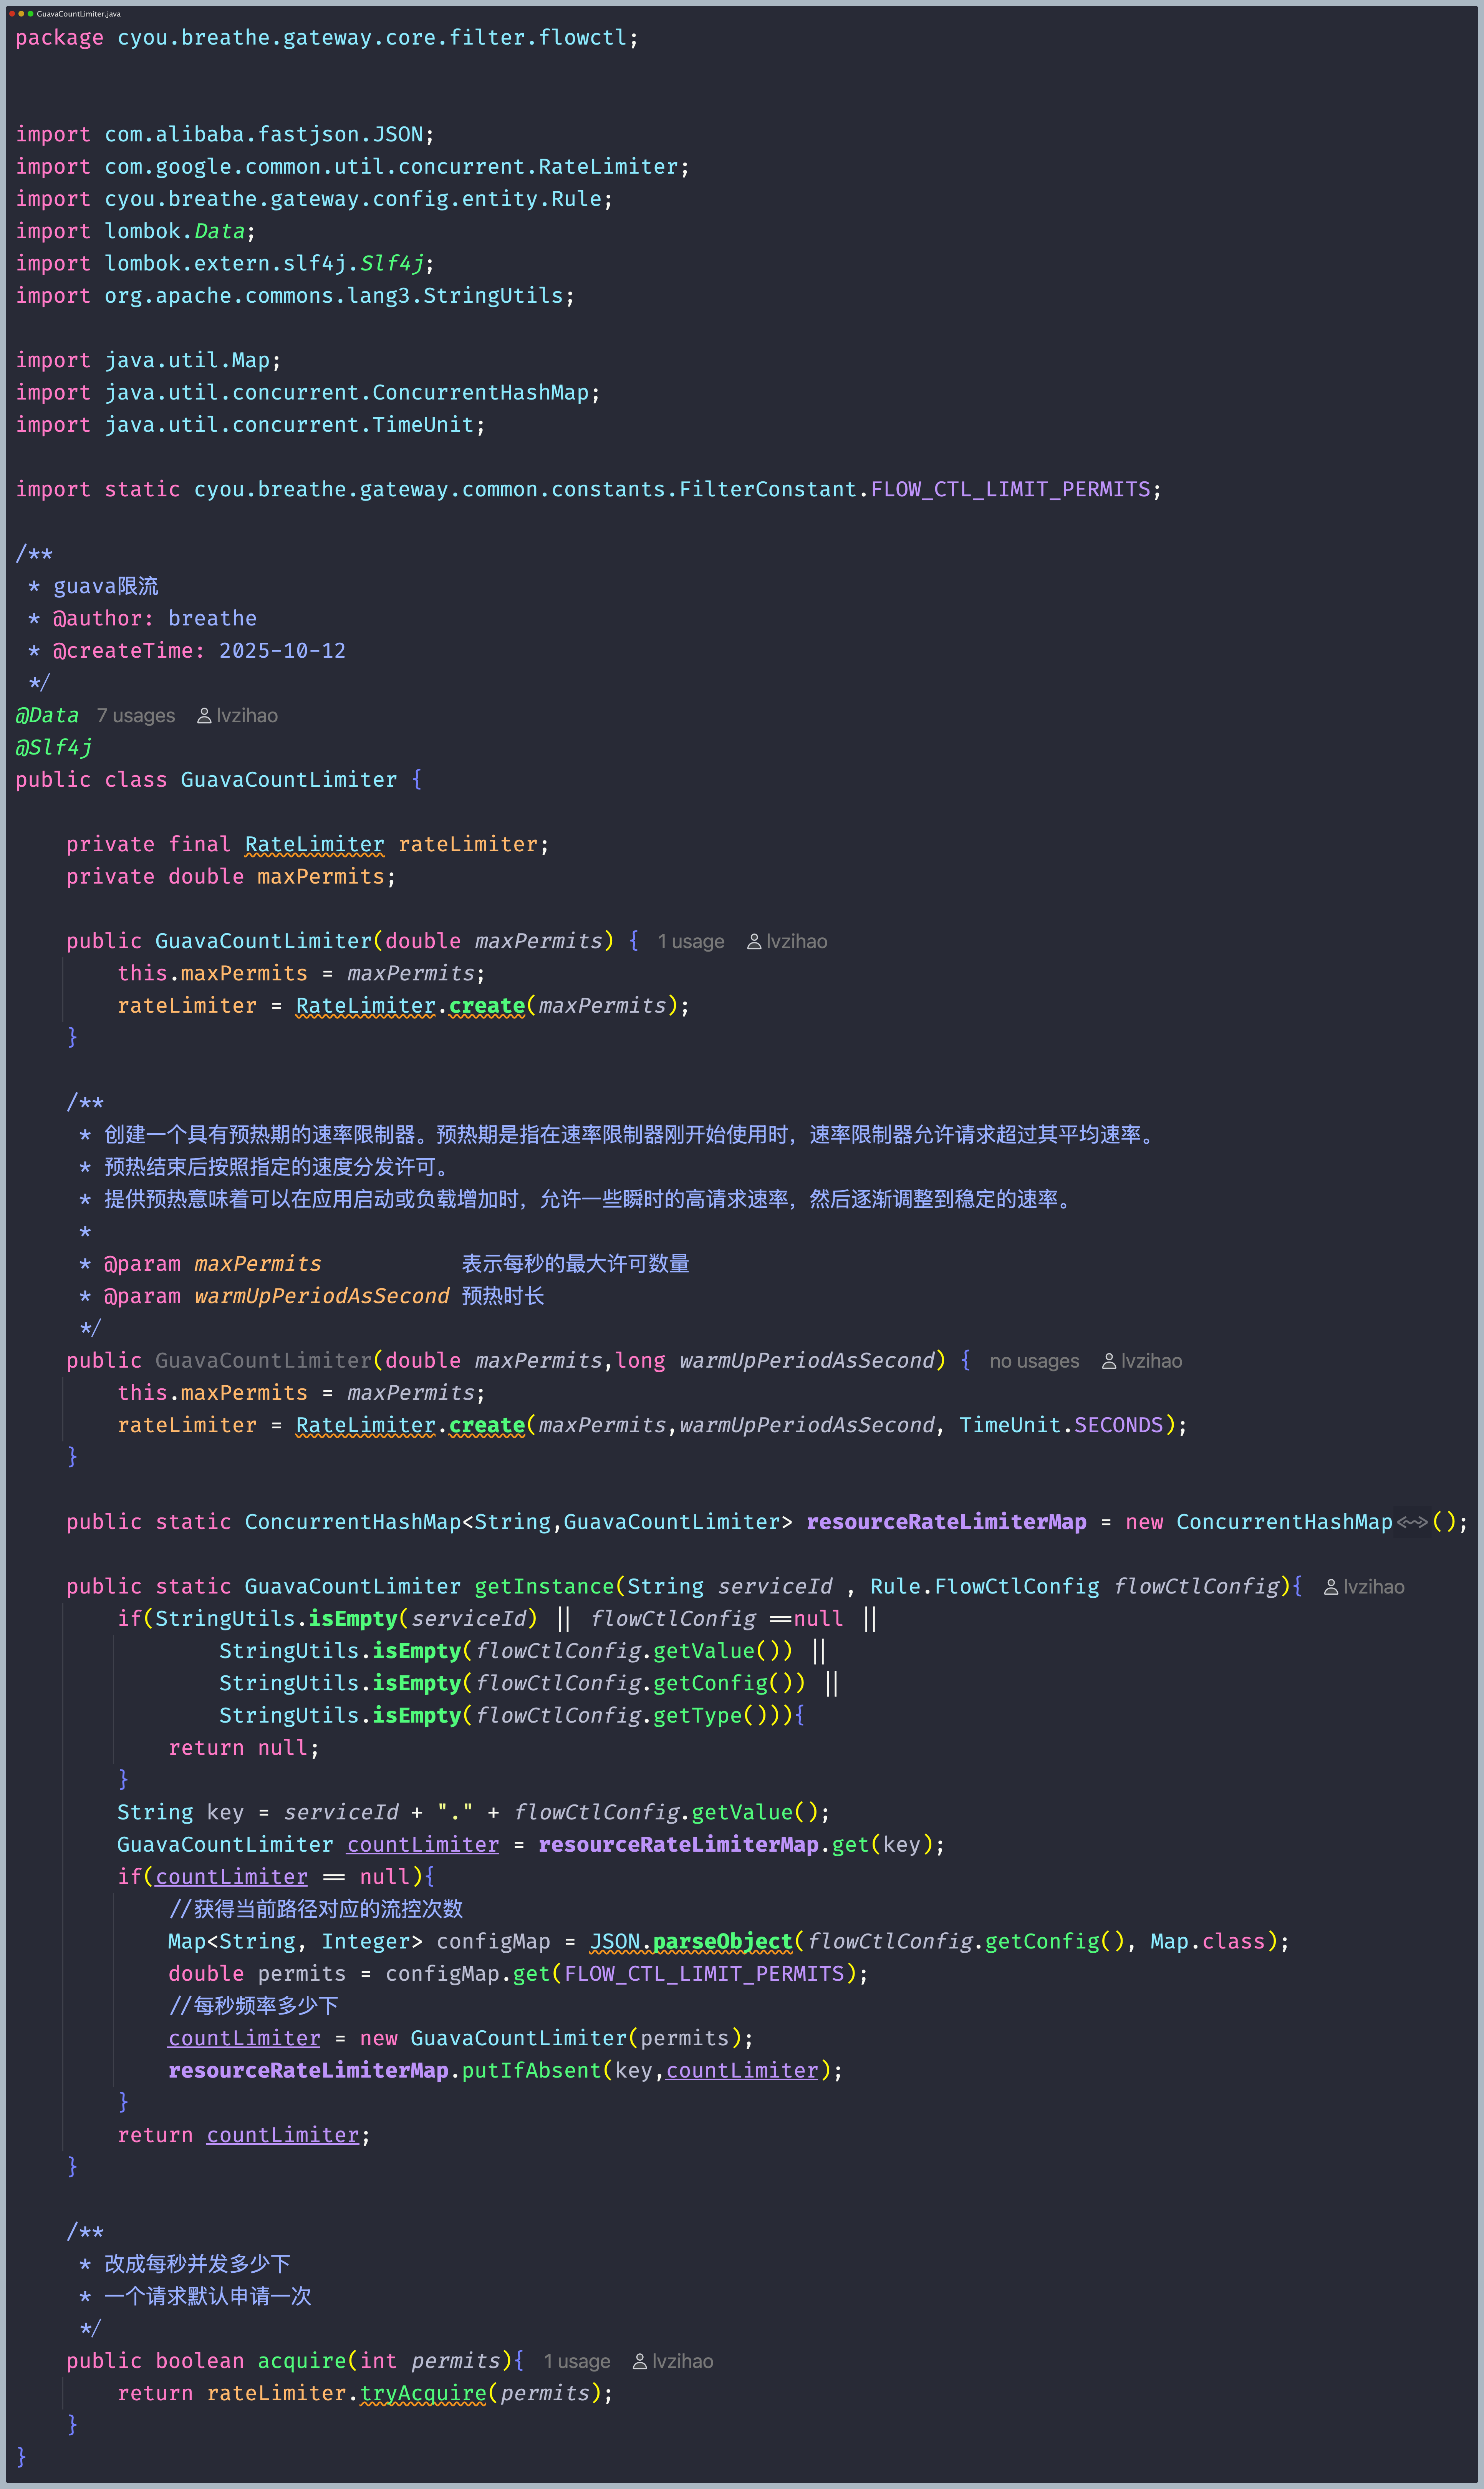 GuavaCountLimiter.java
package cyou.breathe.gateway.core.filter.flowctl;
import com.alibaba.fastjson.JSON;
import com.google.common.util.concurrent.RateLimiter;
import cyou.breathe.gateway.config.entity.Rule;
import lombok.Data;
import lombok.extern.slf4j.Slf4j;
import org.apache.commons.lang3.StringUtils;
import java.util.Map;
import java.util.concurrent.ConcurrentHashMap;
import java.util.concurrent.TimeUnit;
import static cyou.breathe.gateway.common.constants.FilterConstant.FLOW_CTL_LIMIT_PERMITS;
/**
 * guava限流
 * @author: breathe
 * @createTime: 2025-10-12
 */
@Data 7 usages lvzihao
@Slf4j
public class GuavaCountLimiter {
    private final RateLimiter rateLimiter;
    private double maxPermits;
    public GuavaCountLimiter(double maxPermits) { 1 usage lvzihao
        this.maxPermits = maxPermits;
        rateLimiter = RateLimiter.create(maxPermits);
    }
    /**
     * 创建一个具有预热期的速率限制器。预热期是指在速率限制器刚开始使用时，速率限制器允许请求超过其平均速率。
     * 预热结束后按照指定的速度分发许可。
     * 提供预热意味着可以在应用启动或负载增加时，允许一些瞬时的高请求速率，然后逐渐调整到稳定的速率。
     *
     * @param maxPermits           表示每秒的最大许可数量
     * @param warmUpPeriodAsSecond 预热时长
     */
    public GuavaCountLimiter(double maxPermits,long warmUpPeriodAsSecond) { no usages lvzihao
        this.maxPermits = maxPermits;
        rateLimiter = RateLimiter.create(maxPermits,warmUpPeriodAsSecond, TimeUnit.SECONDS);
    }
    public static ConcurrentHashMap<String,GuavaCountLimiter> resourceRateLimiterMap = new ConcurrentHashMap<~>();
    public static GuavaCountLimiter getInstance(String serviceId , Rule.FlowCtlConfig flowCtlConfig){ lvzihao
        if(StringUtils.isEmpty(serviceId) || flowCtlConfig ==null ||
                StringUtils.isEmpty(flowCtlConfig.getValue()) ||
                StringUtils.isEmpty(flowCtlConfig.getConfig()) ||
                StringUtils.isEmpty(flowCtlConfig.getType())){
            return null;
        }
        String key = serviceId + "." + flowCtlConfig.getValue();
        GuavaCountLimiter countLimiter = resourceRateLimiterMap.get(key);
        if(countLimiter == null){
            //获得当前路径对应的流控次数
            Map<String, Integer> configMap = JSON.parseObject(flowCtlConfig.getConfig(), Map.class);
            double permits = configMap.get(FLOW_CTL_LIMIT_PERMITS);
            //每秒频率多少下
            countLimiter = new GuavaCountLimiter(permits);
            resourceRateLimiterMap.putIfAbsent(key,countLimiter);
        }
        return countLimiter;
    }
    /**
     * 改成每秒并发多少下
     * 一个请求默认申请一次
     */
    public boolean acquire(int permits){ 1 usage lvzihao
        return rateLimiter.tryAcquire(permits);
    }
}